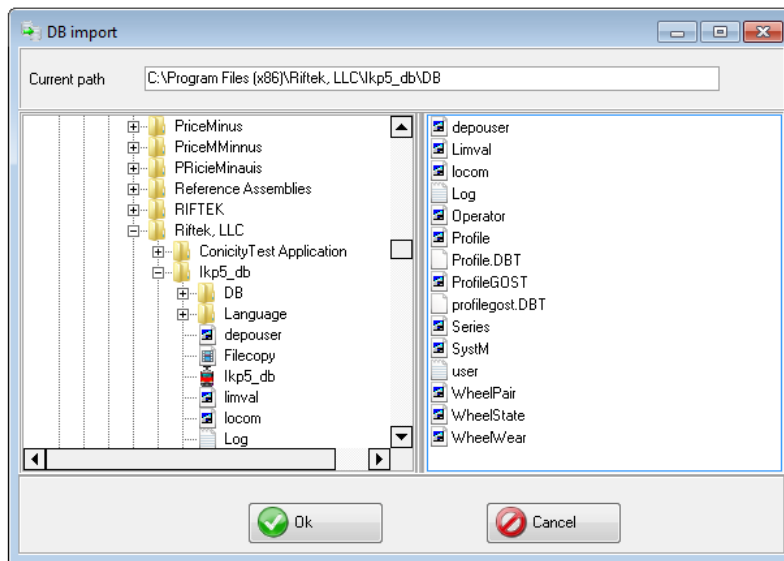 DB import
Current path C:\Program Files (x86)\Riftek, LLC\Ikp5_db\DB
PriceMinus
PriceMMinnus
PRicieMinauis
Reference Assemblies
RIFTEK
Riftek, LLC
ConicityTest Application
Ikp5_db
DB
Language
depouser
Filecopy
Ikp5_db
limval
locom
Log
depouser
Limval
locom
Log
Operator
Profile
Profile.DBT
ProfileGOST
profilegost.DBT
Series
SystM
user
WheelPair
WheelState
WheelWear
Ok
Cancel